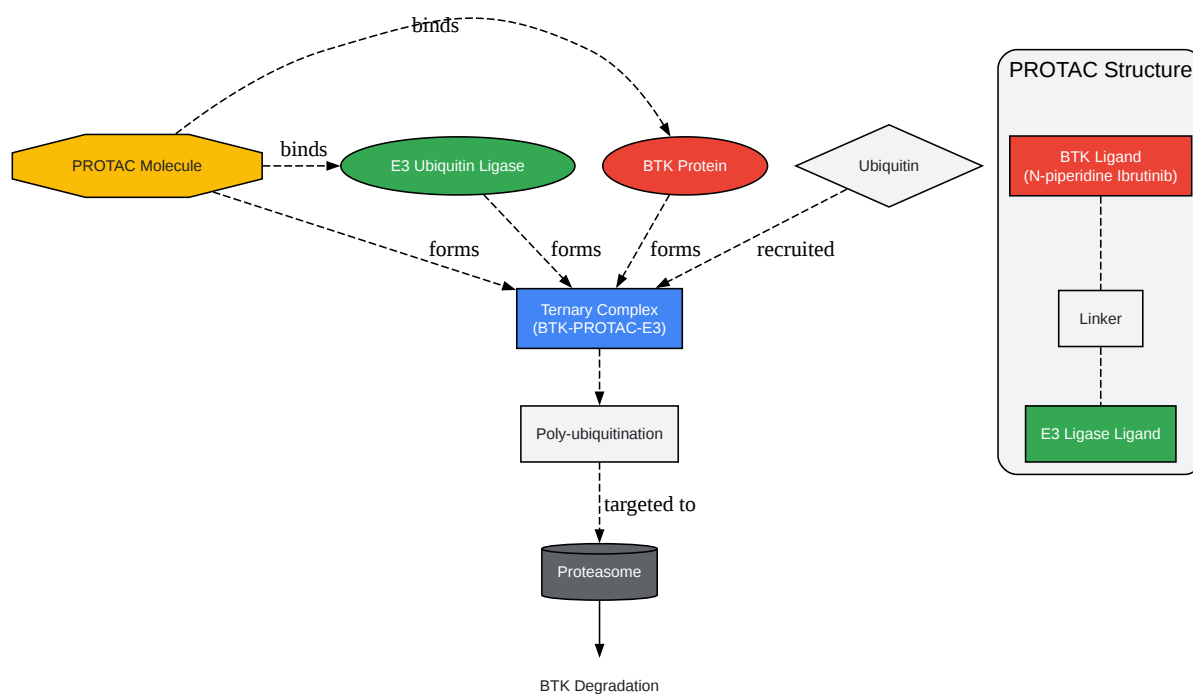 binds
PROTAC Structure
PROTAC Molecule
binds
E3 Ubiquitin Ligase
BTK Protein
Ubiquitin
BTK Ligand
(N-piperidine Ibrutinib)
forms
forms
forms
recruited
Ternary Complex
(BTK-PROTAC-E3)
Linker
Poly-ubiquitination
E3 Ligase Ligand
targeted to
Proteasome
BTK Degradation